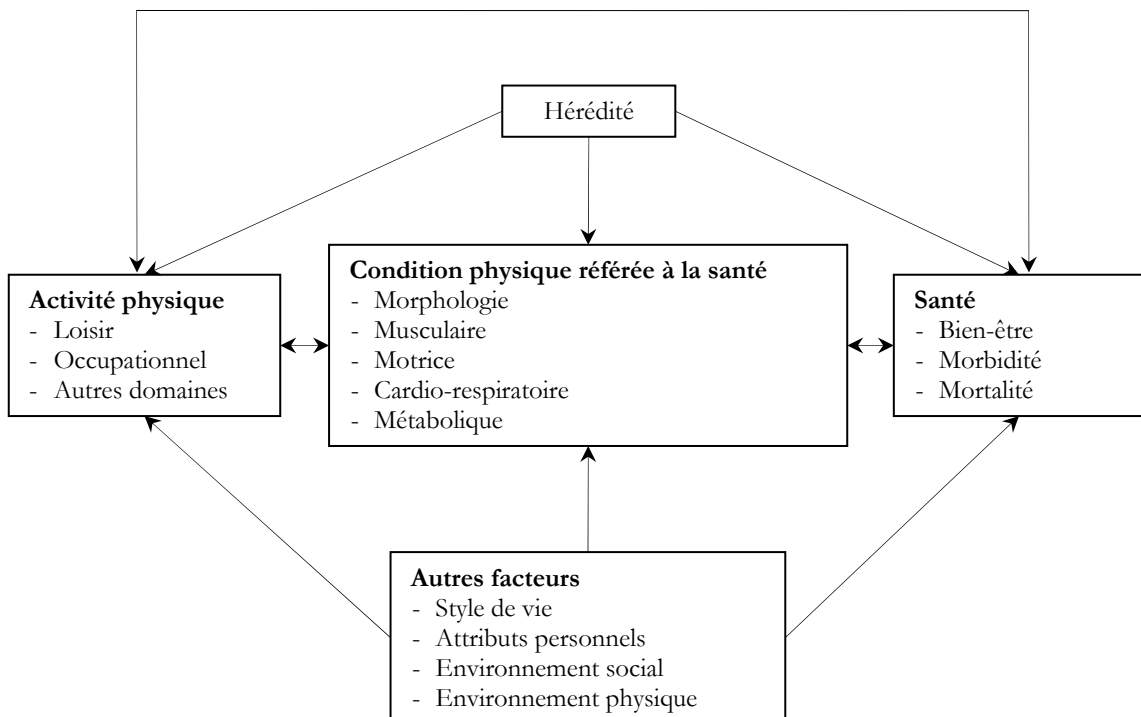 Hérédité
Activité physique
- Loisir
- Occupationnel
- Autres domaines
Condition physique référée à la santé
- Morphologie
- Musculaire
- Motrice
- Cardio-respiratoire
- Métabolique
Santé
- Bien-être
- Morbidité
- Mortalité
Autres facteurs
- Style de vie
- Attributs personnels
- Environnement social
- Environnement physique